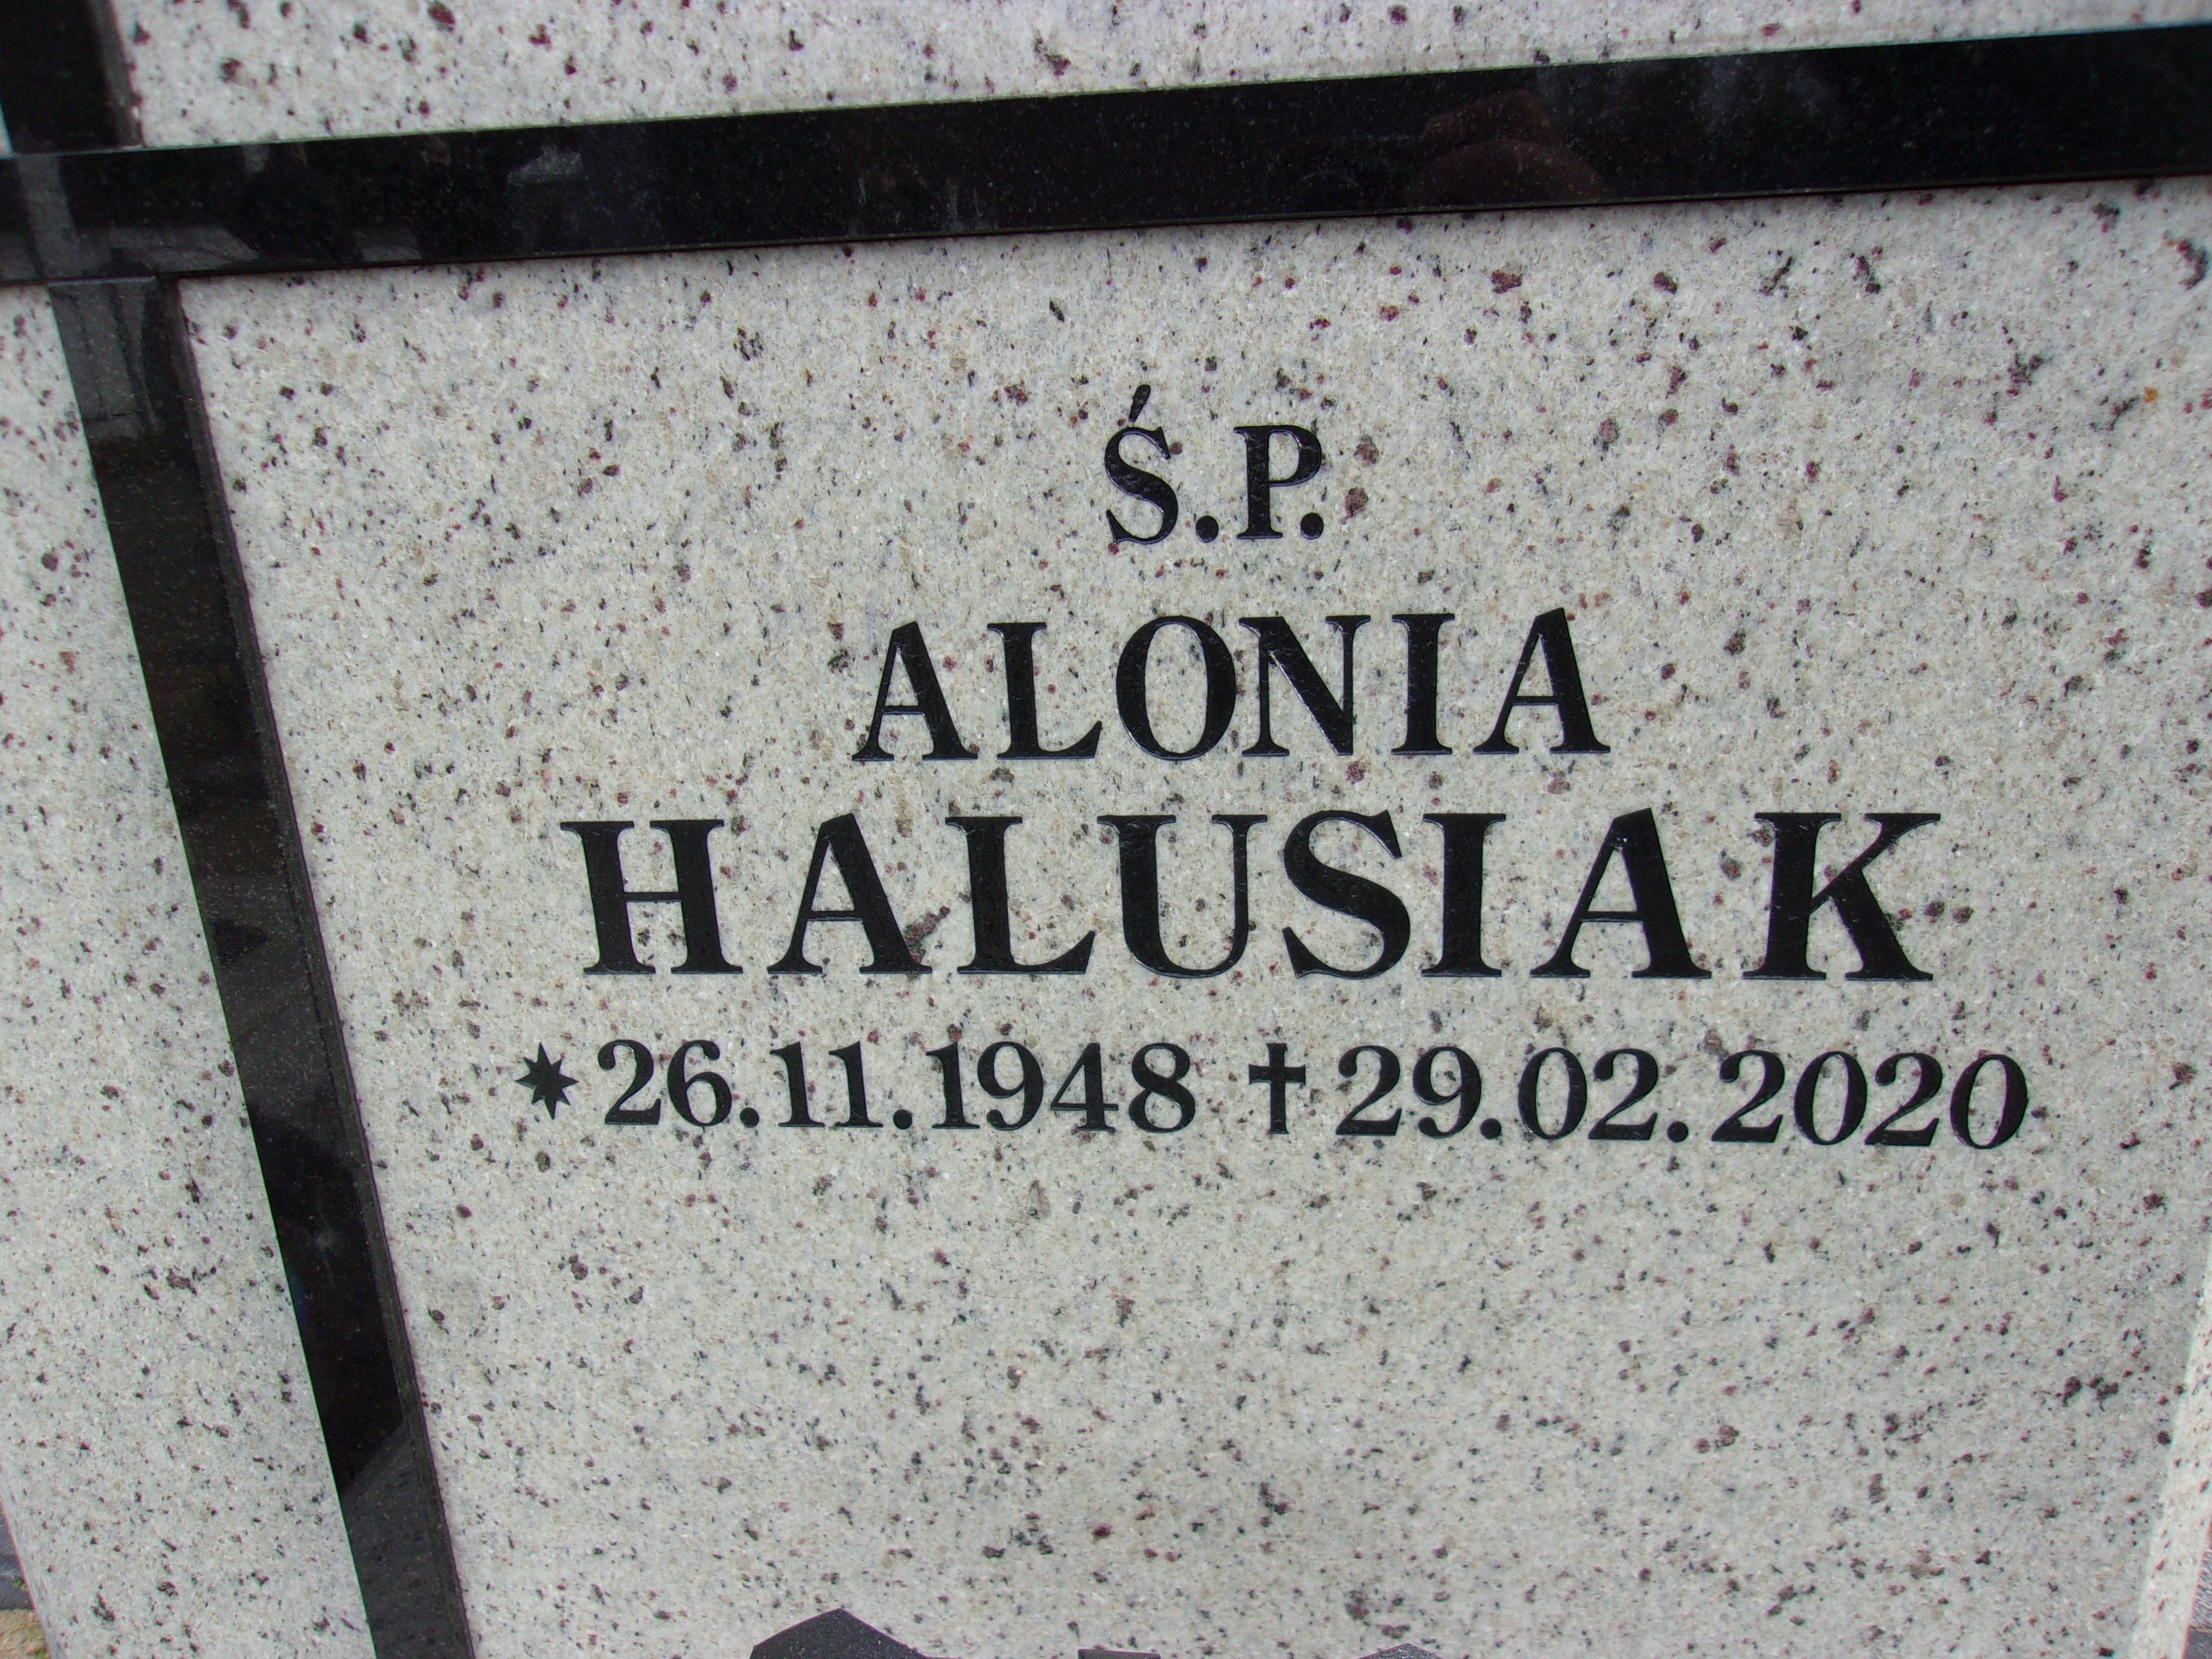 Ś.P.
ALONIA
HALUSIAK
* 26.11.1948 † 29.02.2020